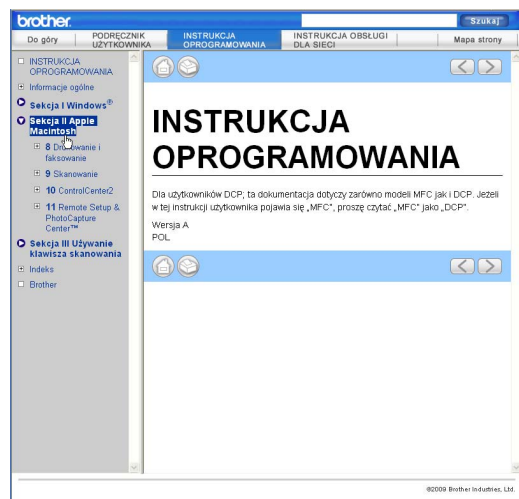 brother.
Szukaj
Do góry
PODRĘCZNIK
UŻYTKOWNIKA
INSTRUKCJA
OPROGRAMOWANIA
INSTRUKCJA OBSŁUGI
DLA SIECI
Mapa strony
INSTRUKCJA
OPROGRAMOWANIA
Informacje ogólne
Sekcja I Windows®
Sekcja II Apple
Macintosh
8 Drukowanie i
faksowanie
9 Skanowanie
10 ControlCenter2
11 Remote Setup &
PhotoCapture
Center™
Sekcja III Używanie
klawisza skanowania
Indeks
Brother
INSTRUKCJA
OPROGRAMOWANIA
Dla użytkowników DCP; ta dokumentacja dotyczy zarówno modeli MFC jak i DCP. Jeżeli
w tej instrukcji użytkownika pojawia się „MFC”, proszę czytać „MFC” jako „DCP”.
Wersja A
POL
©2009 Brother Industries, Ltd.